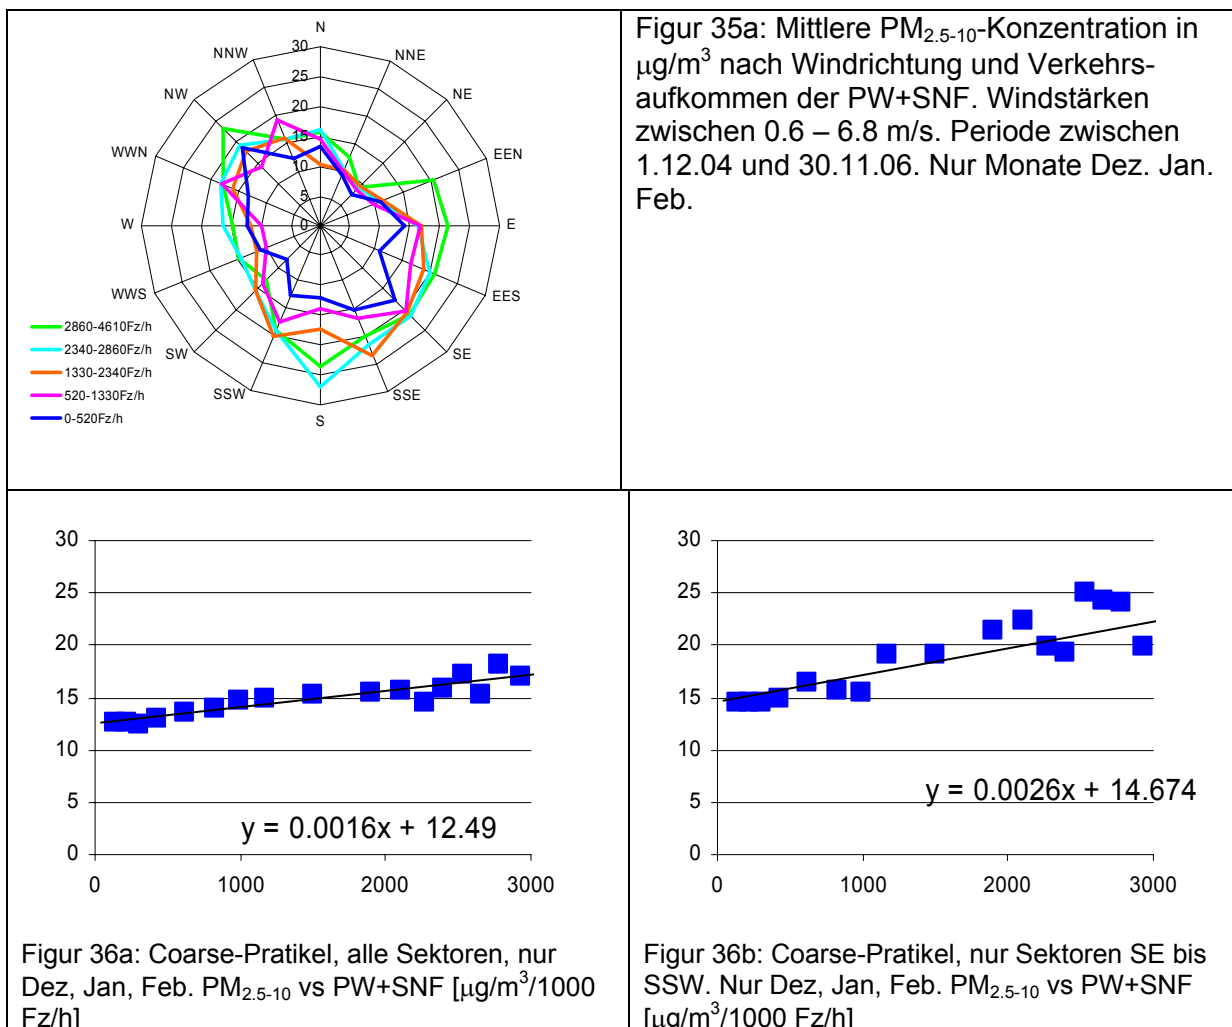 N
NNE
NE
EEN
E
EES
SE
SSE
S
SSW
SW
WWS
W
WWN
NW
NNW
30
25
20
15
10
5
0
2860-4610Fz/h
2340-2860Fz/h
1330-2340Fz/h
520-1330Fz/h
0-520Fz/h
Figur 35a: Mittlere PM2.5-10-Konzentration in
µg/m³ nach Windrichtung und Verkehrs-
aufkommen der PW+SNF. Windstärken
zwischen 0.6 – 6.8 m/s. Periode zwischen
1.12.04 und 30.11.06. Nur Monate Dez. Jan.
Feb.
30
25
20
15
10
5
0
y = 0.0016x + 12.49
0 1000 2000 3000
Figur 36a: Coarse-Pratikel, alle Sektoren, nur
Dez, Jan, Feb. PM2.5-10 vs PW+SNF [µg/m³/1000
Fz/h]
30
25
20
15
10
5
0
y = 0.0026x + 14.674
0 1000 2000 3000
Figur 36b: Coarse-Pratikel, nur Sektoren SE bis
SSW. Nur Dez, Jan, Feb. PM2.5-10 vs PW+SNF
[µg/m³/1000 Fz/h]